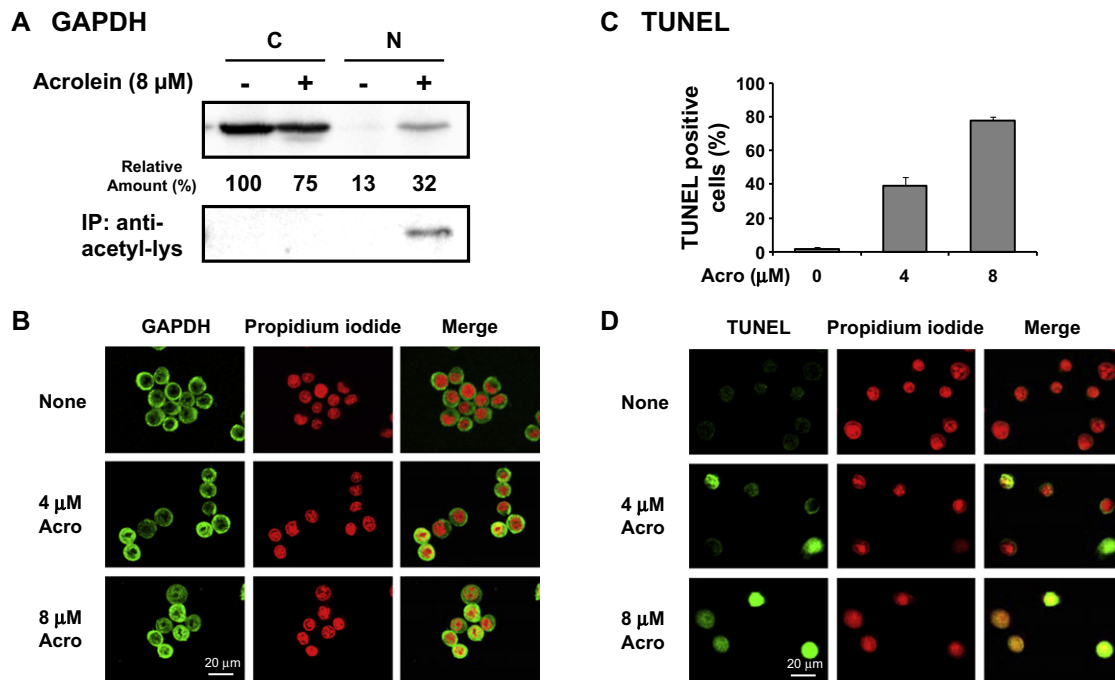 A GAPDH
C N
Acrolein (8 µM) - + - +
Relative
Amount (%) 100 75 13 32
IP: anti-
acetyl-lys
B GAPDH Propidium iodide Merge
None
4 µM
Acro
8 µM
Acro
20 µm
C TUNEL
TUNEL positive
cells (%)
100
80
60
40
20
0
Acro (µM) 0 4 8
D TUNEL Propidium iodide Merge
None
4 µM
Acro
8 µM
Acro
20 µm